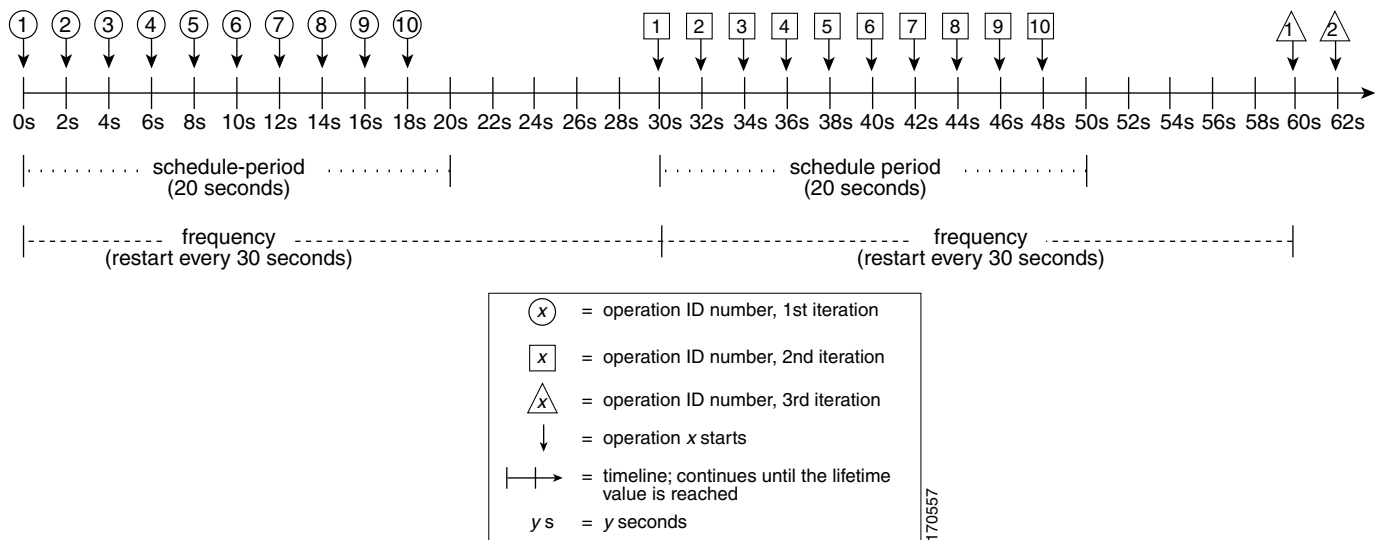 1 2 3 4 5 6 7 8 9 10 1 2 3 4 5 6 7 8 9 10 1 2
0s 2s 4s 6s 8s 10s 12s 14s 16s 18s 20s 22s 24s 26s 28s 30s 32s 34s 36s 38s 40s 42s 44s 46s 48s 50s 52s 54s 56s 58s 60s 62s
schedule-period
(20 seconds)
schedule period
(20 seconds)
frequency
(restart every 30 seconds)
frequency
(restart every 30 seconds)
x = operation ID number, 1st iteration
x = operation ID number, 2nd iteration
x = operation ID number, 3rd iteration
= operation x starts
= timeline; continues until the lifetime
value is reached
y s = y seconds
170557